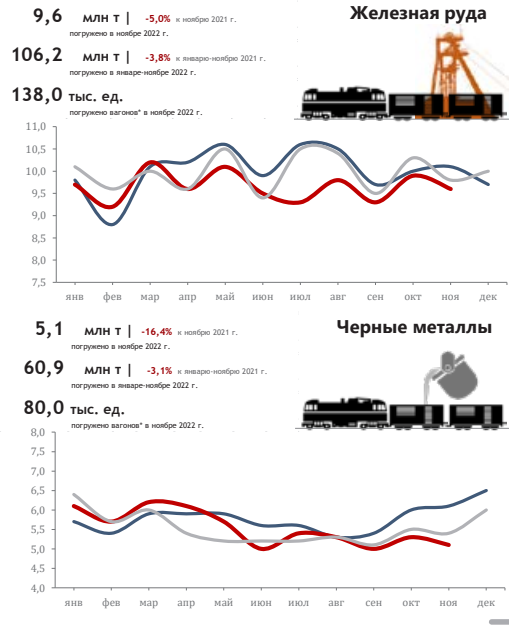 Железная руда
9,6 млн т | -5,0% к ноябрю 2021 г.
погружено в ноябре 2022 г.
106,2 млн т | -3,8% к январю-ноябрю 2021 г.
погружено в январе-ноябре 2022 г.
138,0 тыс. ед.
погружено вагонов* в ноябре 2022 г.
11,0
10,5
10,0
9,5
9,0
8,5
8,0
7,5
янв фев мар апр май июн июл авг сен окт ноя дек
Черные металлы
5,1 млн т | -16,4% к ноябрю 2021 г.
погружено в ноябре 2022 г.
60,9 млн т | -3,1% к январю-ноябрю 2021 г.
погружено в январе-ноябре 2022 г.
80,0 тыс. ед.
погружено вагонов* в ноябре 2022 г.
8,0
7,5
7,0
6,5
6,0
5,5
5,0
4,5
4,0
янв фев мар апр май июн июл авг сен окт ноя дек